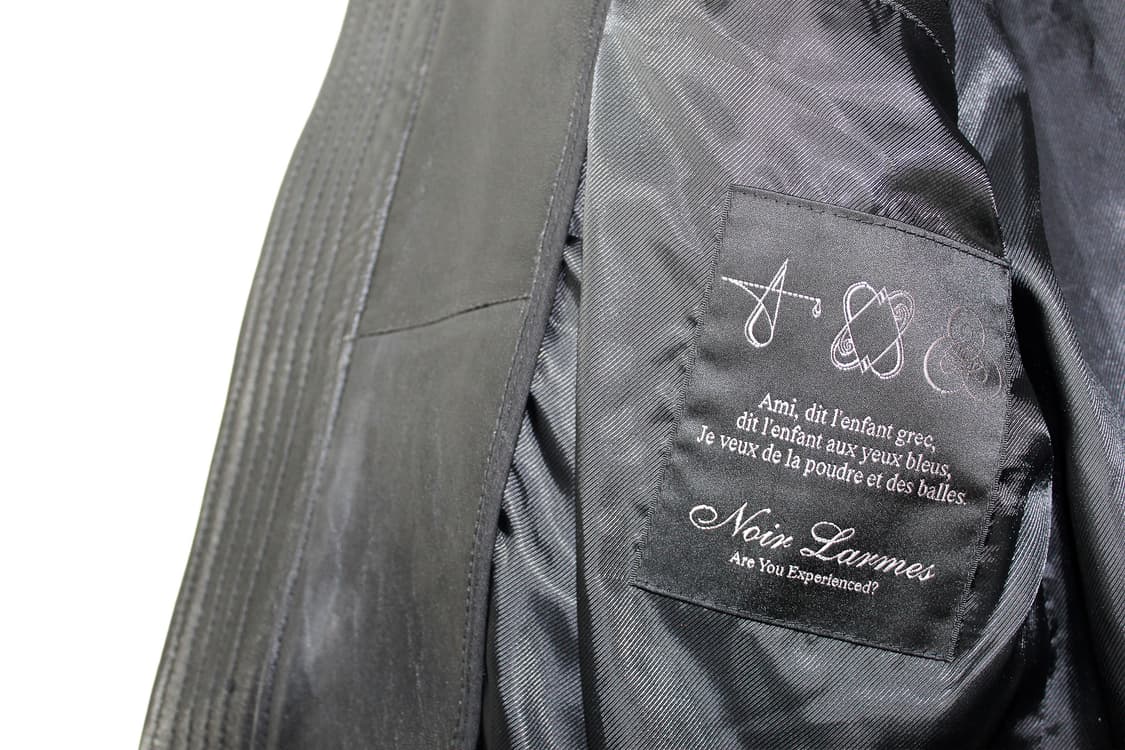 Ami, dit l'enfant grec,
dit l'enfant aux yeux bleus,
Je veux de la poudre et des balles.
Noir Larmes
Are You Experienced?